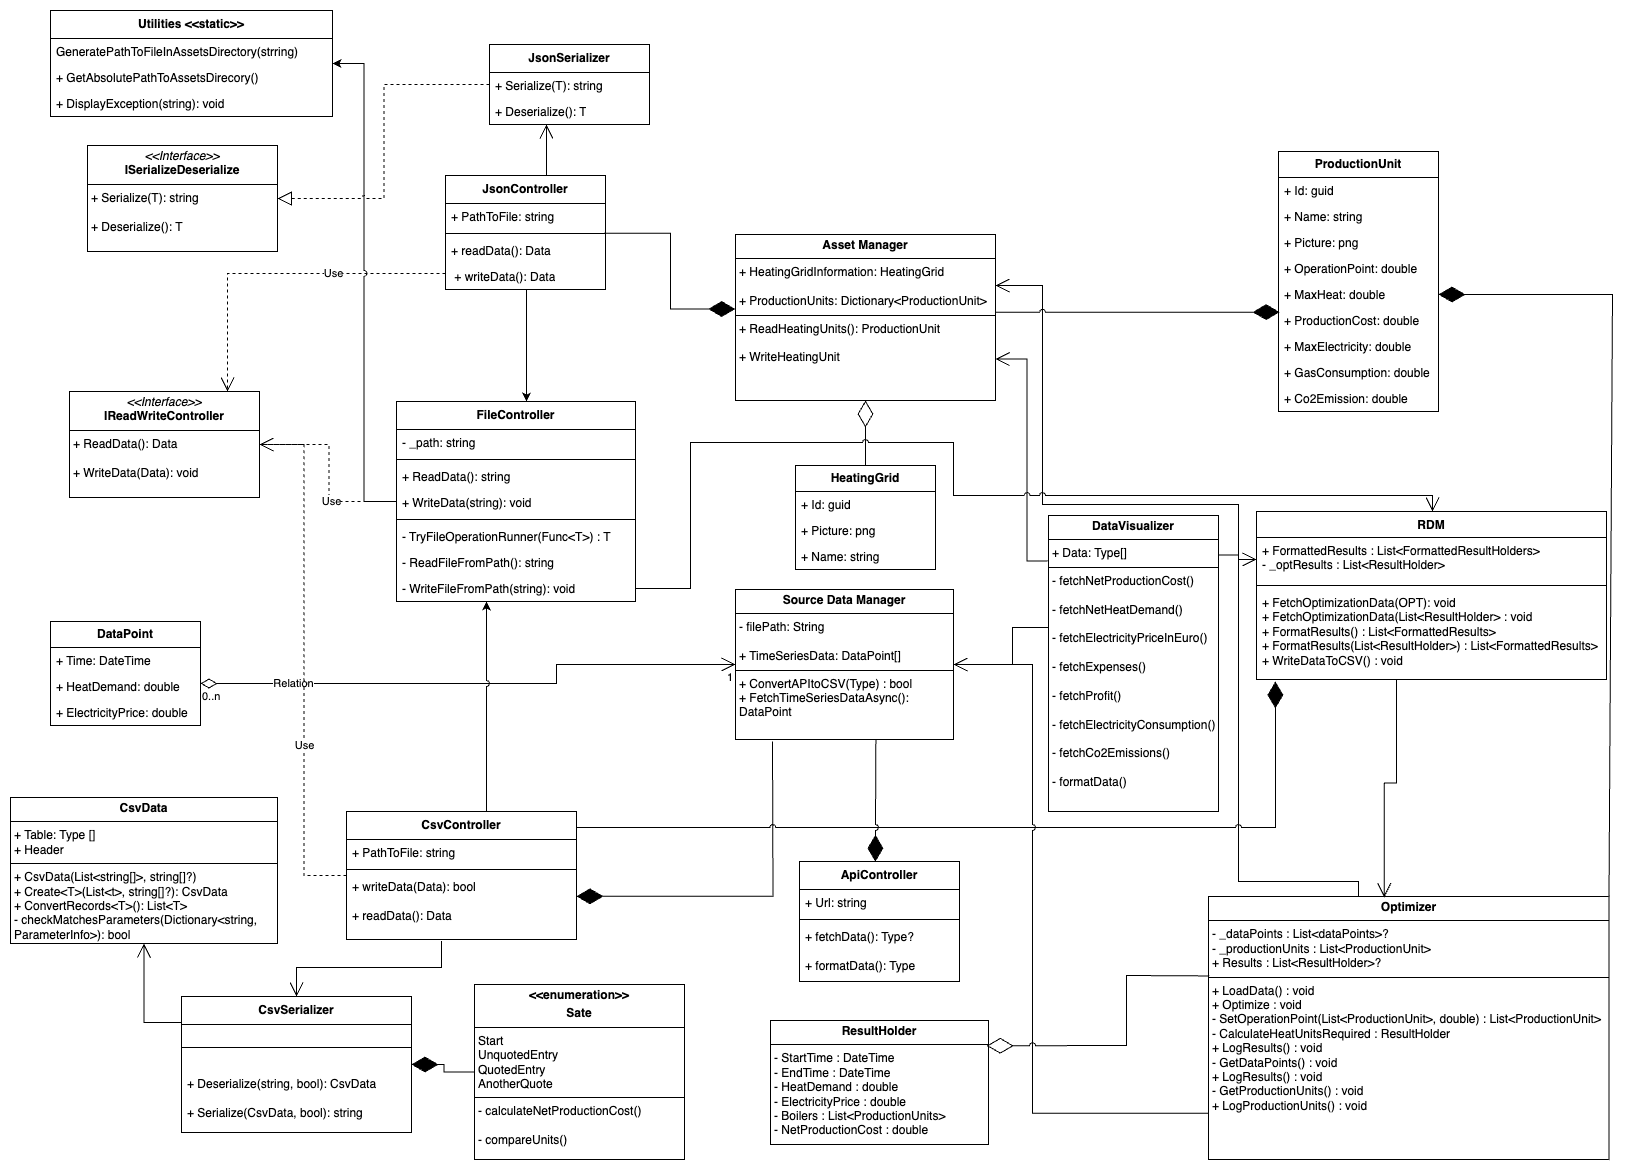 Utilities <<static>>
GeneratePathToFileInAssetsDirectory(strring)
+ GetAbsolutePathToAssetsDirecory()
+ DisplayException(string): void
JsonSerializer
+ Serialize(T): string
+ Deserialize(): T
<<Interface>>
ISerializeDeserialize
+ Serialize(T): string
+ Deserialize(): T
JsonController
+ PathToFile: string
+ readData(): Data
+ writeData(): Data
Use
Asset Manager
+ HeatingGridInformation: HeatingGrid
+ ProductionUnits: Dictionary<ProductionUnit>
+ ReadHeatingUnits(): ProductionUnit
+ WriteHeatingUnit
ProductionUnit
+ Id: guid
+ Name: string
+ Picture: png
+ OperationPoint: double
+ MaxHeat: double
+ ProductionCost: double
+ MaxElectricity: double
+ GasConsumption: double
+ Co2Emission: double
<<Interface>>
IReadWriteController
+ ReadData(): Data
+ WriteData(Data): void
Use
FileController
- _path: string
+ ReadData(): string
+ WriteData(string): void
- TryFileOperationRunner(Func<T>) : T
- ReadFileFromPath(): string
- WriteFileFromPath(string): void
HeatingGrid
+ Id: guid
+ Picture: png
+ Name: string
DataVisualizer
+ Data: Type[]
- fetchNetProductionCost()
- fetchNetHeatDemand()
- fetchElectricityPriceInEuro()
- fetchExpenses()
- fetchProfit()
- fetchElectricityConsumption()
- fetchCo2Emissions()
- formatData()
RDM
+ FormattedResults : List<FormattedResultHolders>
- _optResults : List<ResultHolder>
+ FetchOptimizationData(OPT): void
+ FetchOptimizationData(List<ResultHolder> : void
+ FormatResults() : List<FormattedResults>
+ FormatResults(List<ResultHolder>) : List<FormattedResults>
+ WriteDataToCSV() : void
DataPoint
+ Time: DateTime
+ HeatDemand: double
+ ElectricityPrice: double
0..n
Relation
1
Source Data Manager
- filePath: String
+ TimeSeriesData: DataPoint[]
+ ConvertAPItoCSV(Type) : bool
+ FetchTimeSeriesDataAsync():
DataPoint
Use
CsvData
+ Table: Type []
+ Header
+ CsvData(List<string[]>, string[]?)
+ Create<T>(List<t>, string[]?): CsvData
+ ConvertRecords<T>(): List<T>
- checkMatchesParameters(Dictionary<string,
ParameterInfo>): bool
CsvController
+ PathToFile: string
+ writeData(Data): bool
+ readData(): Data
ApiController
+ Url: string
+ fetchData(): Type?
+ formatData(): Type
Optimizer
- _dataPoints : List<dataPoints>?
- _productionUnits : List<ProductionUnit>
+ Results : List<ResultHolder>?
+ LoadData() : void
+ Optimize : void
- SetOperationPoint(List<ProductionUnit>, double) : List<ProductionUnit>
- CalculateHeatUnitsRequired : ResultHolder
+ LogResults() : void
- GetDataPoints() : void
+ LogResults() : void
- GetProductionUnits() : void
+ LogProductionUnits() : void
CsvSerializer
+ Deserialize(string, bool): CsvData
+ Serialize(CsvData, bool): string
<<enumeration>>
Sate
Start
UnquotedEntry
QuotedEntry
AnotherQuote
- calculateNetProductionCost()
- compareUnits()
ResultHolder
- StartTime : DateTime
- EndTime : DateTime
- HeatDemand : double
- ElectricityPrice : double
- Boilers : List<ProductionUnits>
- NetProductionCost : double